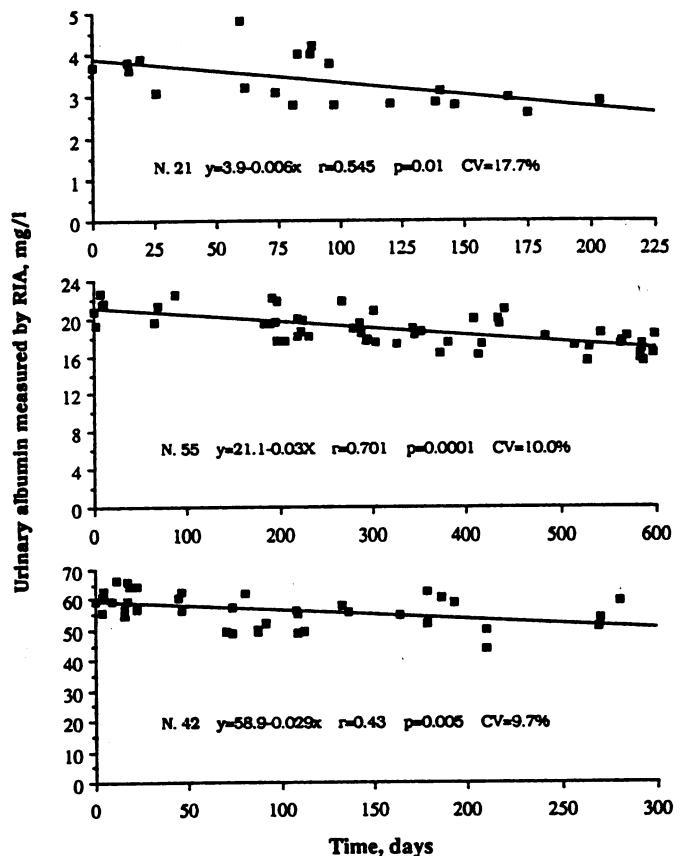 5
4
3
2
1
0
N. 21 y=3.9-0.006x r=0.545 p=0.01 CV=17.7%
0 25 50 75 100 125 150 175 200 225
Urinary albumin measured by RIA, mg/l
24
20
16
12
8
4
0
N. 55 y=21.1-0.03X r=0.701 p=0.0001 CV=10.0%
0 100 200 300 400 500 600
70
60
50
40
30
20
10
0
N. 42 y=58.9-0.029x r=0.43 p=0.005 CV=9.7%
0 50 100 150 200 250 300
Time, days